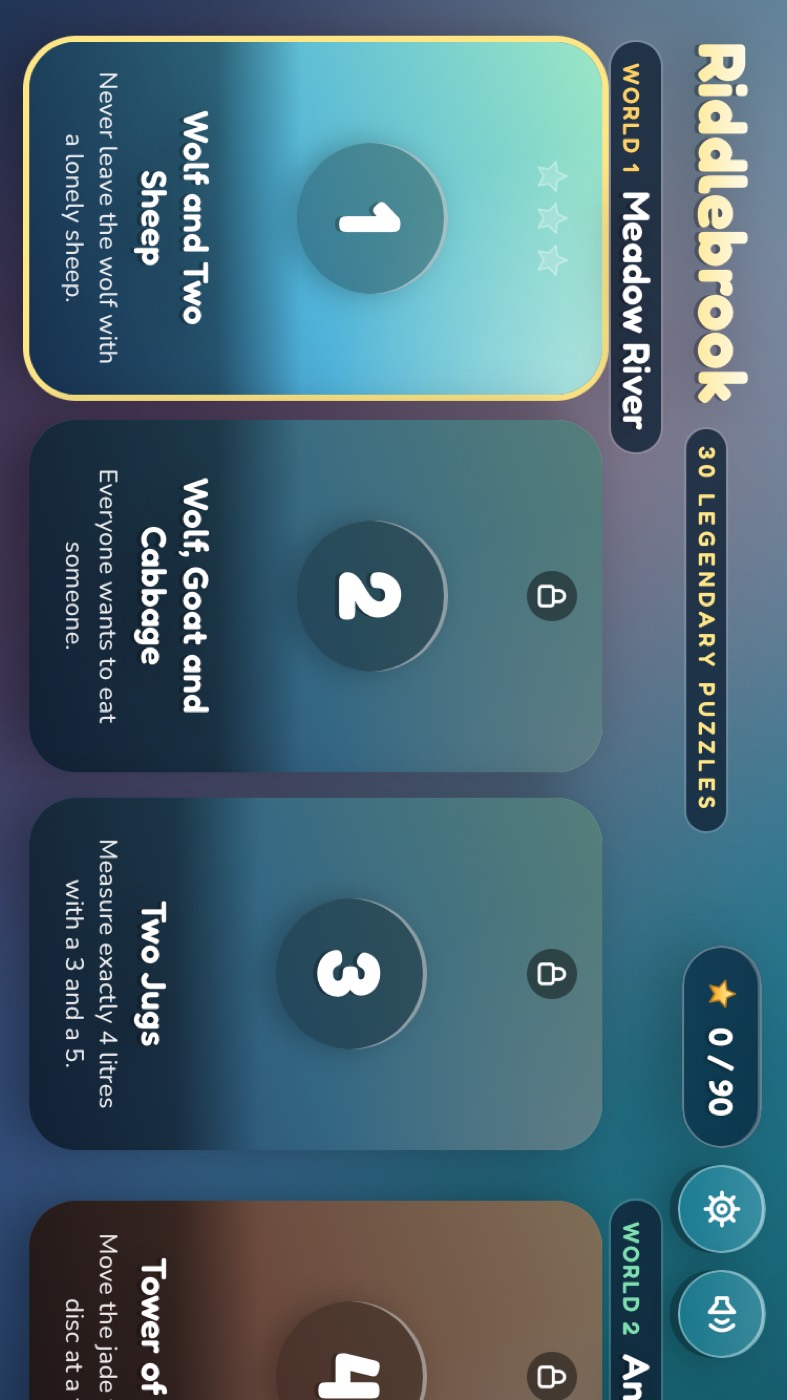 Riddlebrook
30 LEGENDARY PUZZLES
0 / 90
WORLD 1 Meadow River
1
Wolf and Two
Sheep
Never leave the wolf with
a lonely sheep.
2
Wolf, Goat and
Cabbage
Everyone wants to eat
someone.
3
Two Jugs
Measure exactly 4 litres
with a 3 and a 5.
WORLD 2 An
4
Tower of
Move the jade
disc at a